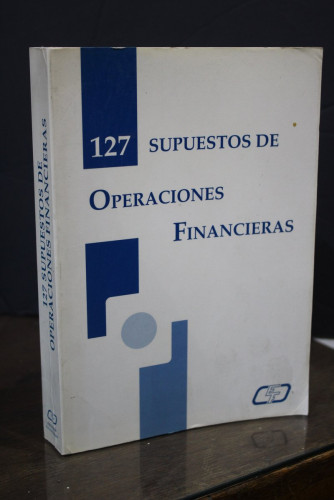 127 SUPUESTOS DE
OPERACIONES
FINANCIERAS
127 SUPUESTOS DE
OPERACIONES FINANCIERAS